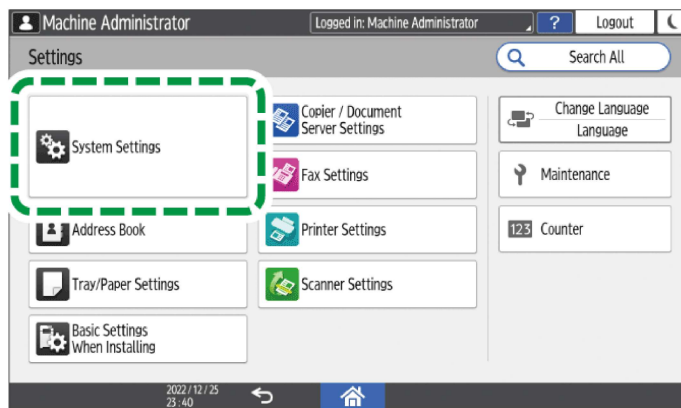 Machine Administrator
Logged in: Machine Administrator
?
Logout
Settings
Search All
System Settings
Copier / Document
Server Settings
Change Language
Language
Fax Settings
Maintenance
Address Book
Printer Settings
123 Counter
Tray/Paper Settings
Scanner Settings
Basic Settings
When Installing
2022/12/25
23:40